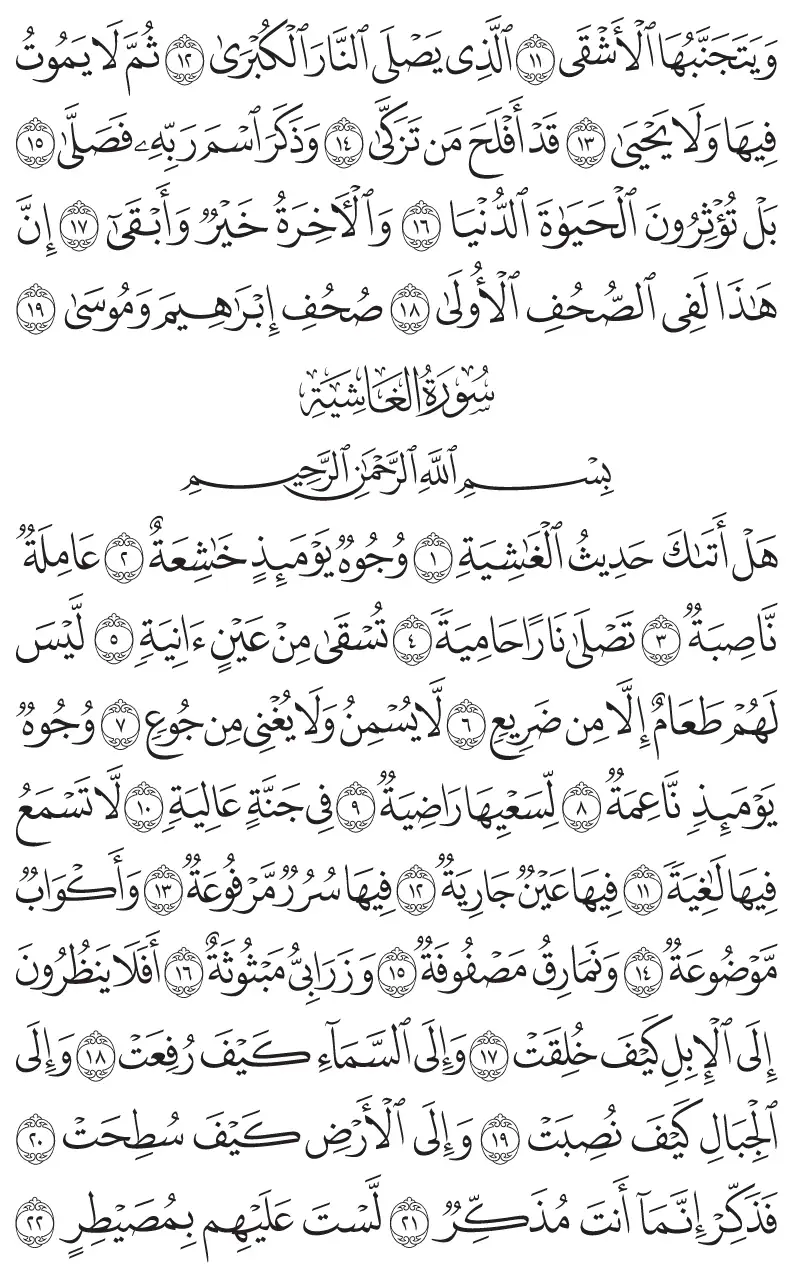 وَيَتَجَنَّبُهَا ٱلۡأَشۡقَى ١١ ٱلَّذِي يَصۡلَى ٱلنَّارَ ٱلۡكُبۡرَىٰ ١٢ ثُمَّ لَا يَمُوتُ
فِيهَا وَلَا يَحۡيَىٰ ١٣ قَدۡ أَفۡلَحَ مَن تَزَكَّىٰ ١٤ وَذَكَرَ ٱسۡمَ رَبِّهِۦ فَصَلَّىٰ ١٥
بَلۡ تُؤۡثِرُونَ ٱلۡحَيَوٰةَ ٱلدُّنۡيَا ١٦ وَٱلۡأٓخِرَةُ خَيۡرٞ وَأَبۡقَىٰٓ ١٧ إِنَّ
هَٰذَا لَفِي ٱلصُّحُفِ ٱلۡأُولَىٰ ١٨ صُحُفِ إِبۡرَٰهِيمَ وَمُوسَىٰ ١٩
سُورَةُ الغَاشِيَةِ
بِسۡمِ ٱللَّهِ ٱلرَّحۡمَٰنِ ٱلرَّحِيمِ
هَلۡ أَتَىٰكَ حَدِيثُ ٱلۡغَٰشِيَةِ ١ وُجُوهٞ يَوۡمَئِذٍ خَٰشِعَةٌ ٢ عَامِلَةٞ
نَّاصِبَةٞ ٣ تَصۡلَىٰ نَارًا حَامِيَةٗ ٤ تُسۡقَىٰ مِنۡ عَيۡنٍ ءَانِيَةٖ ٥ لَّيۡسَ
لَهُمۡ طَعَامٌ إِلَّا مِن ضَرِيعٖ ٦ لَّا يُسۡمِنُ وَلَا يُغۡنِي مِن جُوعٖ ٧ وُجُوهٞ
يَوۡمَئِذٖ نَّاعِمَةٞ ٨ لِّسَعۡيِهَا رَاضِيَةٞ ٩ فِي جَنَّةٍ عَالِيَةٖ ١٠ لَّا تَسۡمَعُ
فِيهَا لَٰغِيَةٗ ١١ فِيهَا عَيۡنٞ جَارِيَةٞ ١٢ فِيهَا سُرُرٞ مَّرۡفُوعَةٞ ١٣ وَأَكۡوَابٞ
مَّوۡضُوعَةٞ ١٤ وَنَمَارِقُ مَصۡفُوفَةٞ ١٥ وَزَرَابِيُّ مَبۡثُوثَةٌ ١٦ أَفَلَا يَنظُرُونَ
إِلَى ٱلۡإِبِلِ كَيۡفَ خُلِقَتۡ ١٧ وَإِلَى ٱلسَّمَآءِ كَيۡفَ رُفِعَتۡ ١٨ وَإِلَى
ٱلۡجِبَالِ كَيۡفَ نُصِبَتۡ ١٩ وَإِلَى ٱلۡأَرۡضِ كَيۡفَ سُطِحَتۡ ٢٠
فَذَكِّرۡ إِنَّمَآ أَنتَ مُذَكِّرٞ ٢١ لَّسۡتَ عَلَيۡهِم بِمُصَيۡطِرٍ ٢٢